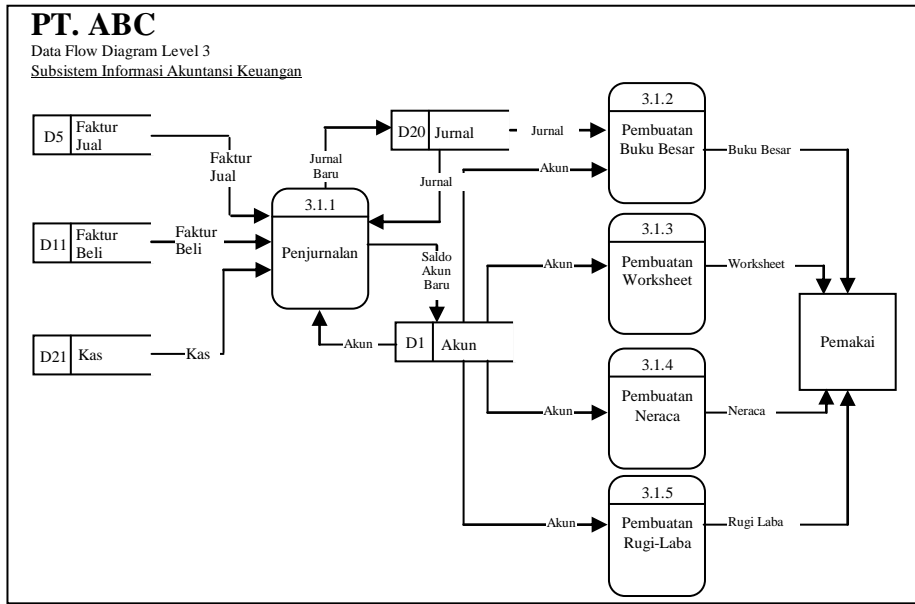 PT. ABC
Data Flow Diagram Level 3
Subsistem Informasi Akuntansi Keuangan
D5
Faktur
Jual
Faktur
Jual
D11
Faktur
Beli
Faktur
Beli
D21
Kas
Kas
Jurnal
Baru
3.1.1
Penjurnalan
D20
Jurnal
Jurnal
Jurnal
Saldo
Akun
Baru
Akun
D1
Akun
Akun
3.1.2
Pembuatan
Buku Besar
Buku Besar
Akun
3.1.3
Pembuatan
Worksheet
Worksheet
Akun
3.1.4
Pembuatan
Neraca
Neraca
Akun
3.1.5
Pembuatan
Rugi-Laba
Rugi Laba
Pemakai